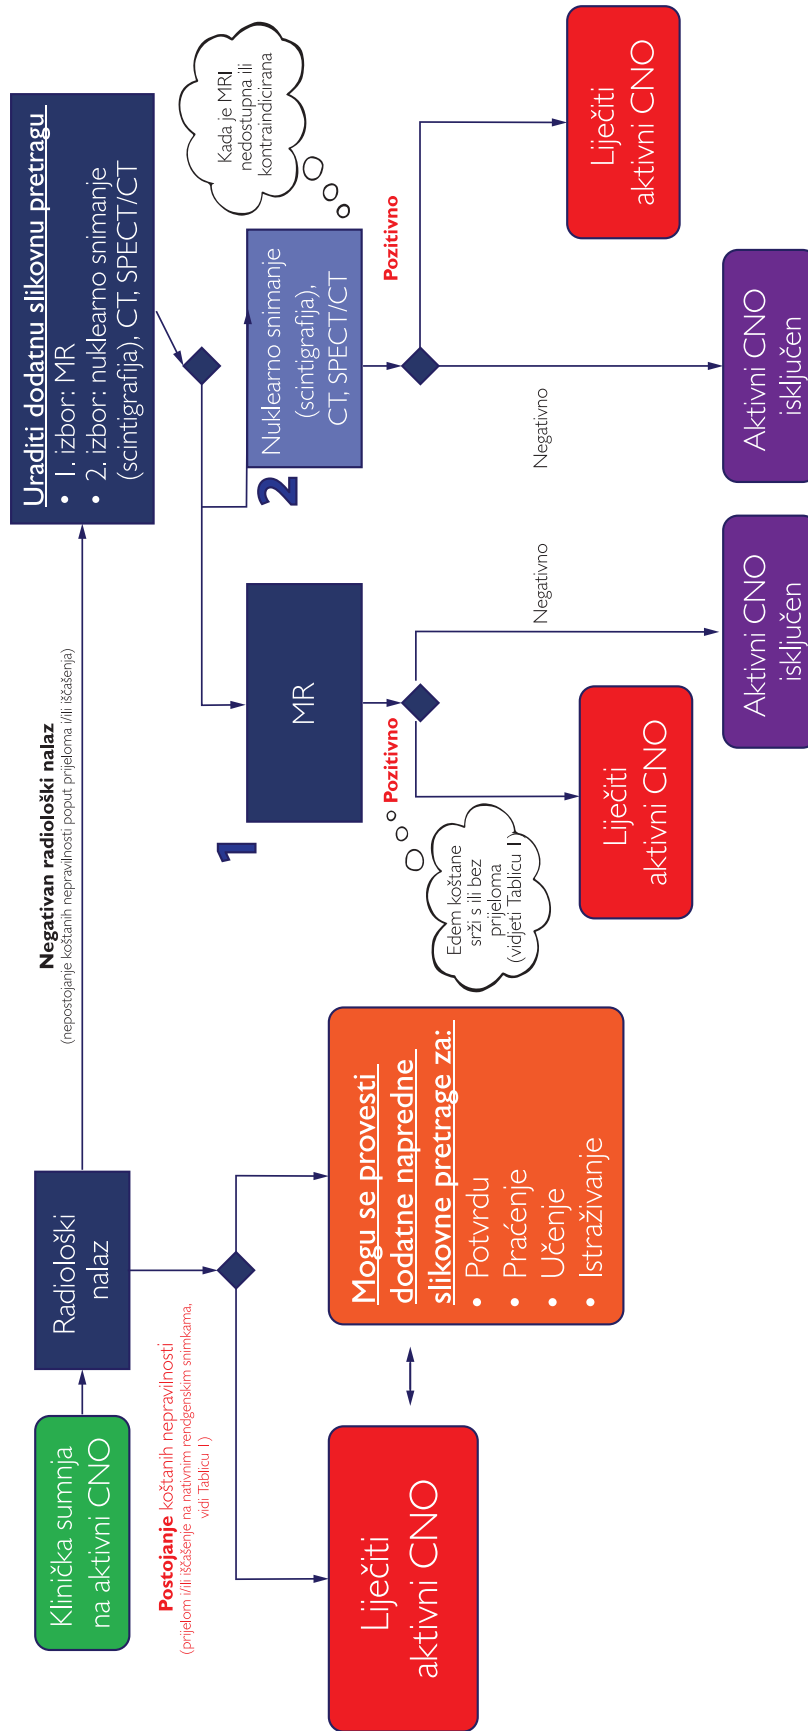 Klinička sumnja
na aktivni CNO
Radiološki
nalaz
Negativan radiološki nalaz
(nepostojanje koštanih nepravilnosti poput prijeloma i/ili iščašenja)
Uraditi dodatnu slikovnu pretragu
• 1. izbor: MR
• 2. izbor: nuklearno snimanje
(scintigrafija), CT, SPECT/CT
Postojanje koštanih nepravilnosti
(prijelom i/ili iščašenje na nativnim rendgenskim snimkama,
vidi Tablicu 1)
Liječiti
aktivni CNO
Mogu se provesti
dodatne napredne
slikovne pretrage za:
• Potvrdu
• Praćenje
• Učenje
• Istraživanje
1
MR
2
Nuklearno snimanje
(scintigrafija),
CT, SPECT/CT
Kada je MRI
nedostupna ili
kontraindicirana
Pozitivno
Edem koštane
srži s ili bez
prijeloma
(vidjeti Tablicu 1)
Negativno
Liječiti
aktivni CNO
Aktivni CNO
isključen
Pozitivno
Negativno
Aktivni CNO
isključen
Liječiti
aktivni CNO